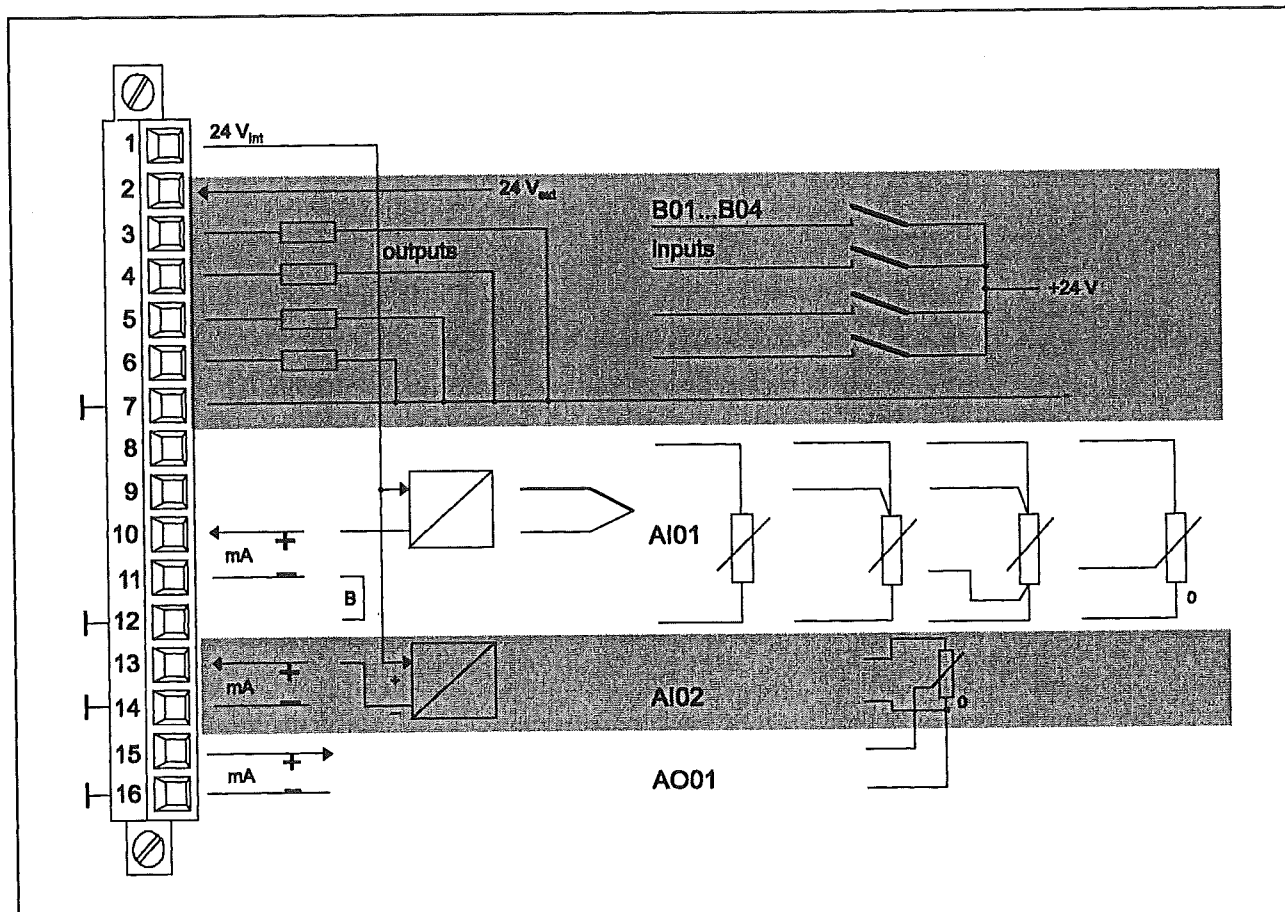 1
24 V int
2
24 V ext
3
B01...B04
outputs
Inputs
4
+24 V
5
6
7
8
9
10
+
AI01
mA
11
-
B
0
12
13
+
+
mA
AI02
14
-
-
0
15
+
mA
AO01
16
-